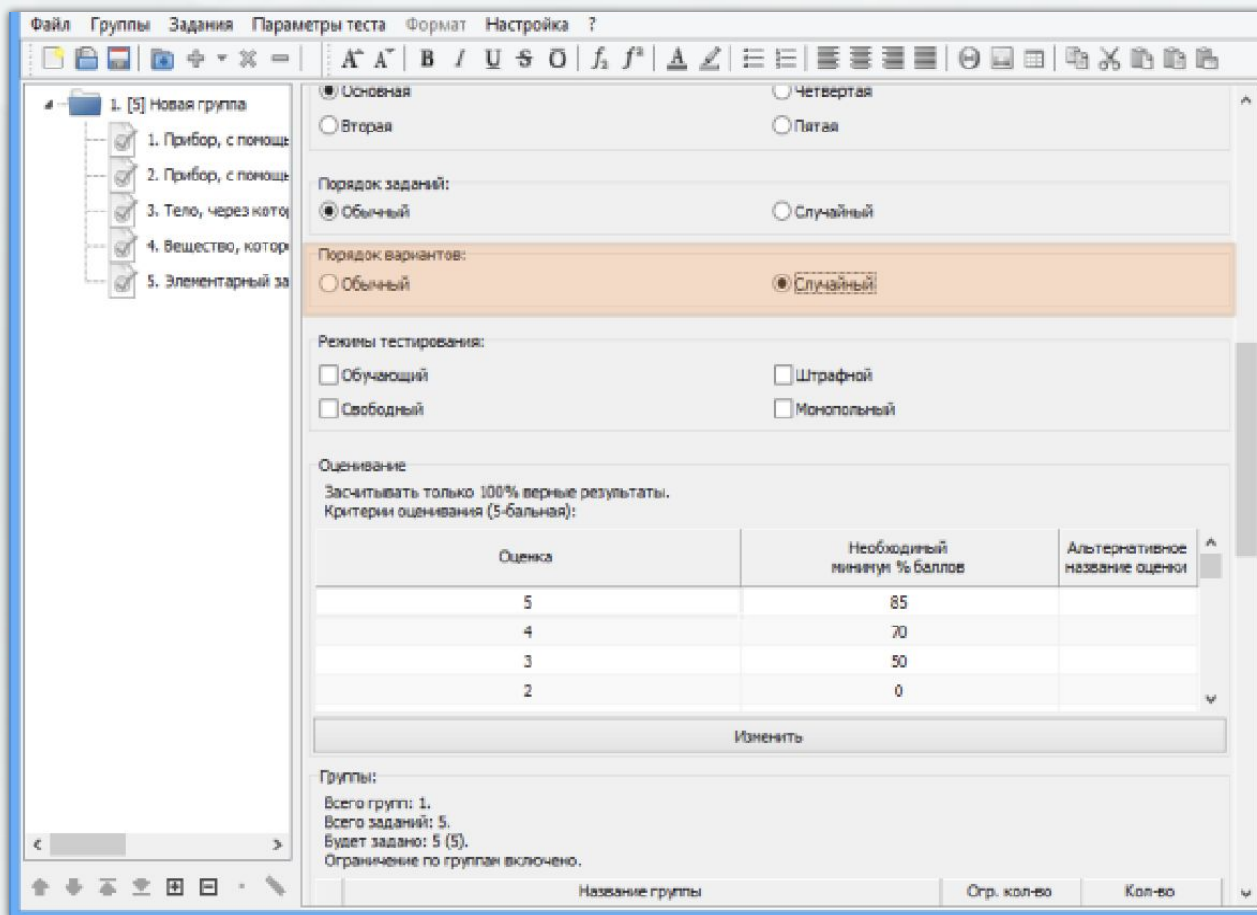 Файл Группы Задания Параметры теста Формат Настройка ?
A A B I U S O f₂ f² A
1. [5] Новая группа
1. Прибор, с помощь
2. Прибор, с помощь
3. Тело, через котор
4. Вещество, котор
5. Элементарный за
Основная Четвертая
Вторая Пятая
Порядок заданий:
Обычный Случайный
Порядок вариантов:
Обычный Случайный
Режимы тестирования:
Обучающий Штрафной
Свободный Монопольный
Оценивание
Засчитывать только 100% верные результаты.
Критерии оценивания (5-бальная):
Оценка Необходимый минимум % баллов Альтернативное название оценки
5 85
4 70
3 50
2 0
Изменить
Группы:
Всего групп: 1.
Всего заданий: 5.
Будет задано: 5 (5).
Ограничение по группам включено.
Название группы Огр. кол-во Кол-во